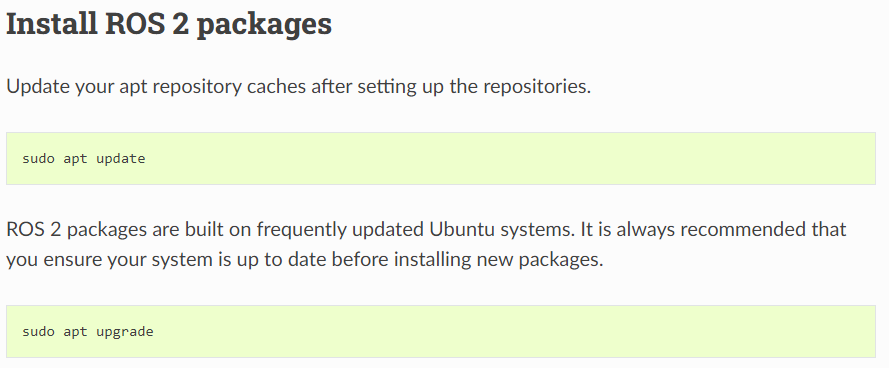 Install ROS 2 packages
Update your apt repository caches after setting up the repositories.
sudo apt update
ROS 2 packages are built on frequently updated Ubuntu systems. It is always recommended that
you ensure your system is up to date before installing new packages.
sudo apt upgrade